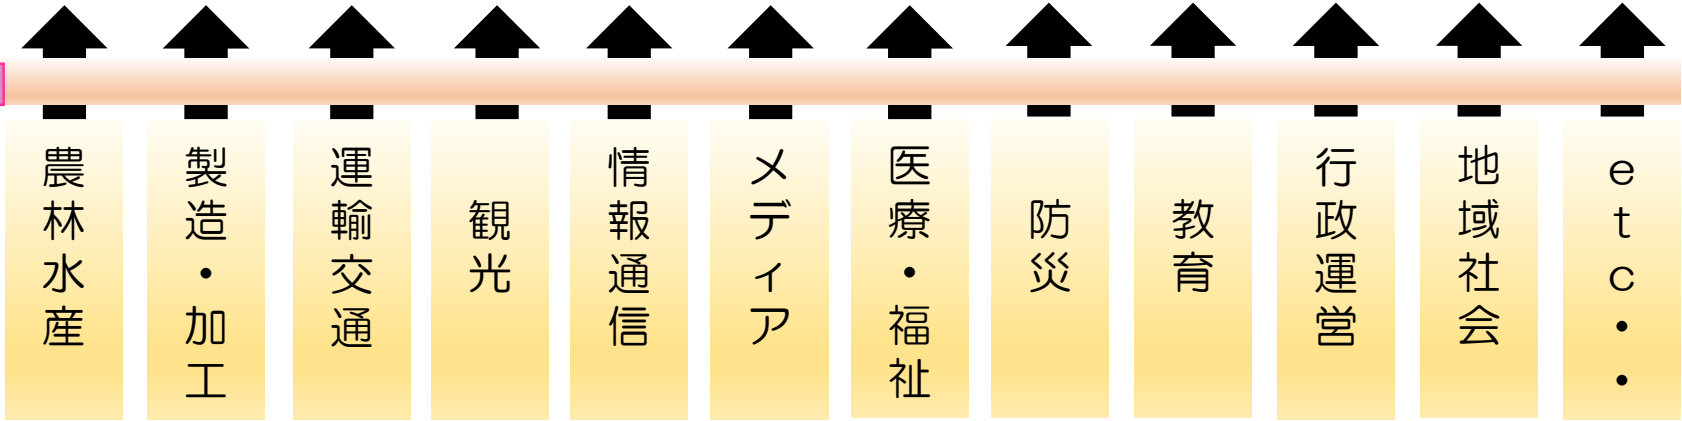 農林水産
製造・加工
運輸交通
観光
情報通信
メディア
医療・福祉
防災
教育
行政運営
地域社会
etc・・